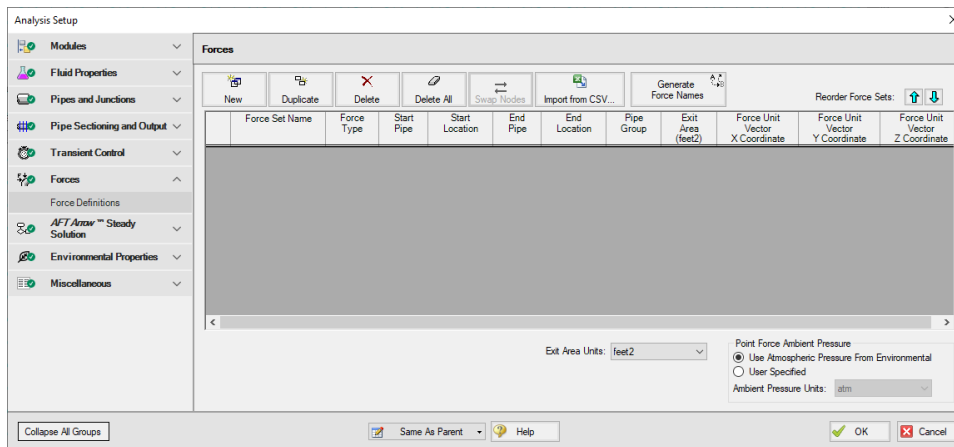 Analysis Setup
Modules
Fluid Properties
Pipes and Junctions
Pipe Sectioning and Output
Transient Control
Forces
Force Definitions
AFT Arrow ™ Steady
Solution
Environmental Properties
Miscellaneous
Forces
New
Duplicate
Delete
Delete All
Swap Nodes
Import from CSV...
Generate
Force Names
Reorder Force Sets:
Force Set Name
Force
Type
Start
Pipe
Start
Location
End
Pipe
End
Location
Pipe
Group
Exit
Area
(feet2)
Force Unit
Vector
X Coordinate
Force Unit
Vector
Y Coordinate
Force Unit
Vector
Z Coordinate
Exit Area Units: feet2
Point Force Ambient Pressure
Use Atmospheric Pressure From Environmental
User Specified
Ambient Pressure Units: atm
Collapse All Groups
Same As Parent
Help
OK
Cancel